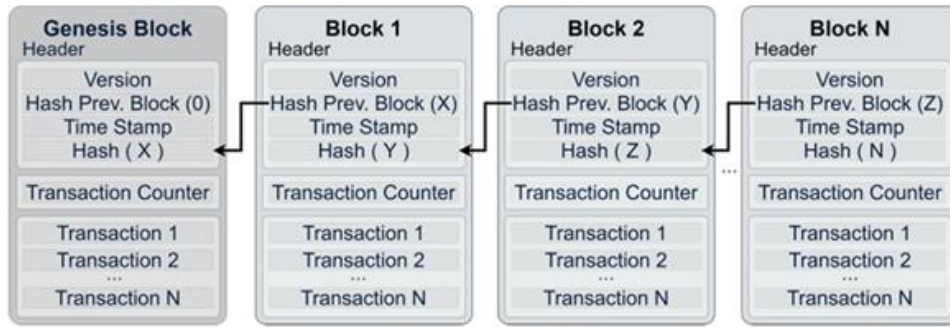 Genesis Block
Header
Version
Hash Prev. Block (0)
Time Stamp
Hash ( X )
Transaction Counter
Transaction 1
Transaction 2
...
Transaction N
Block 1
Header
Version
Hash Prev. Block (X)
Time Stamp
Hash ( Y )
Transaction Counter
Transaction 1
Transaction 2
...
Transaction N
Block 2
Header
Version
Hash Prev. Block (Y)
Time Stamp
Hash ( Z )
Transaction Counter
Transaction 1
Transaction 2
...
Transaction N
...
Block N
Header
Version
Hash Prev. Block (Z)
Time Stamp
Hash ( N )
Transaction Counter
Transaction 1
Transaction 2
...
Transaction N